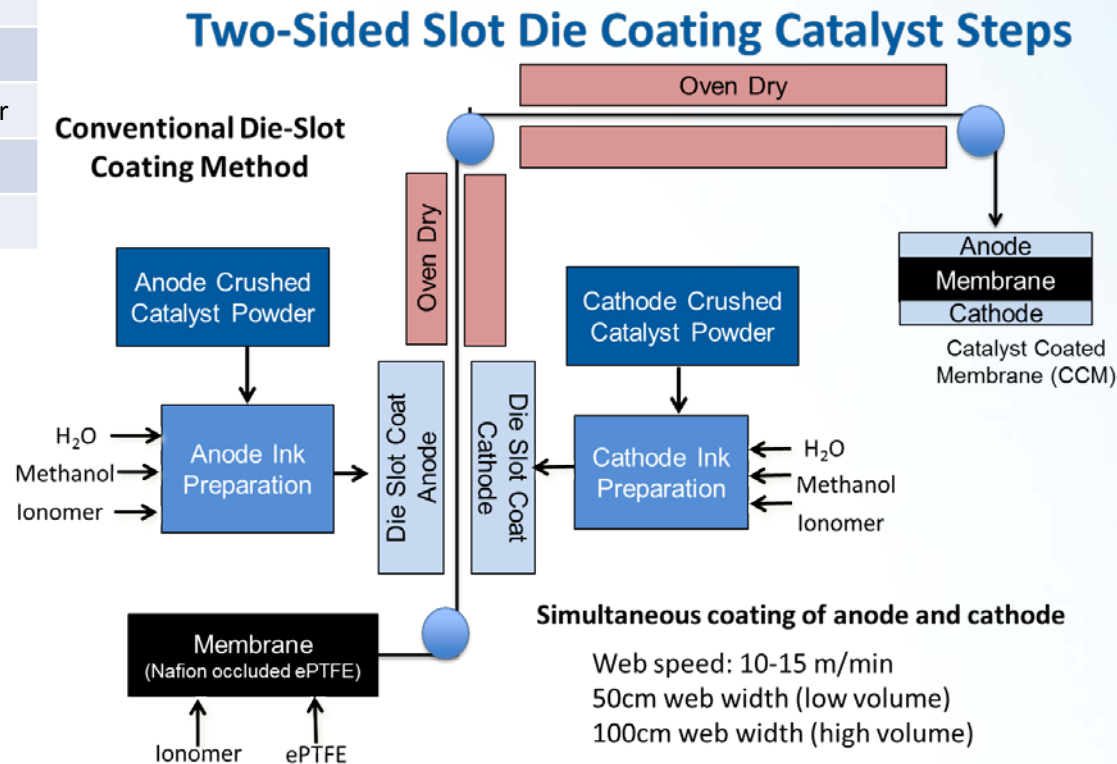 Two-Sided Slot Die Coating Catalyst Steps
r
Conventional Die-Slot
Coating Method
Oven Dry
Oven Dry
Anode Crushed
Catalyst Powder
Cathode Crushed
Catalyst Powder
Anode
Membrane
Cathode
Catalyst Coated
Membrane (CCM)
H₂O
Methanol
Ionomer
Anode Ink
Preparation
Die Slot Coat
Anode
Die Slot Coat
Cathode
Cathode Ink
Preparation
H₂O
Methanol
Ionomer
Membrane
(Nafion occluded ePTFE)
Ionomer
ePTFE
Simultaneous coating of anode and cathode
Web speed: 10-15 m/min
50cm web width (low volume)
100cm web width (high volume)